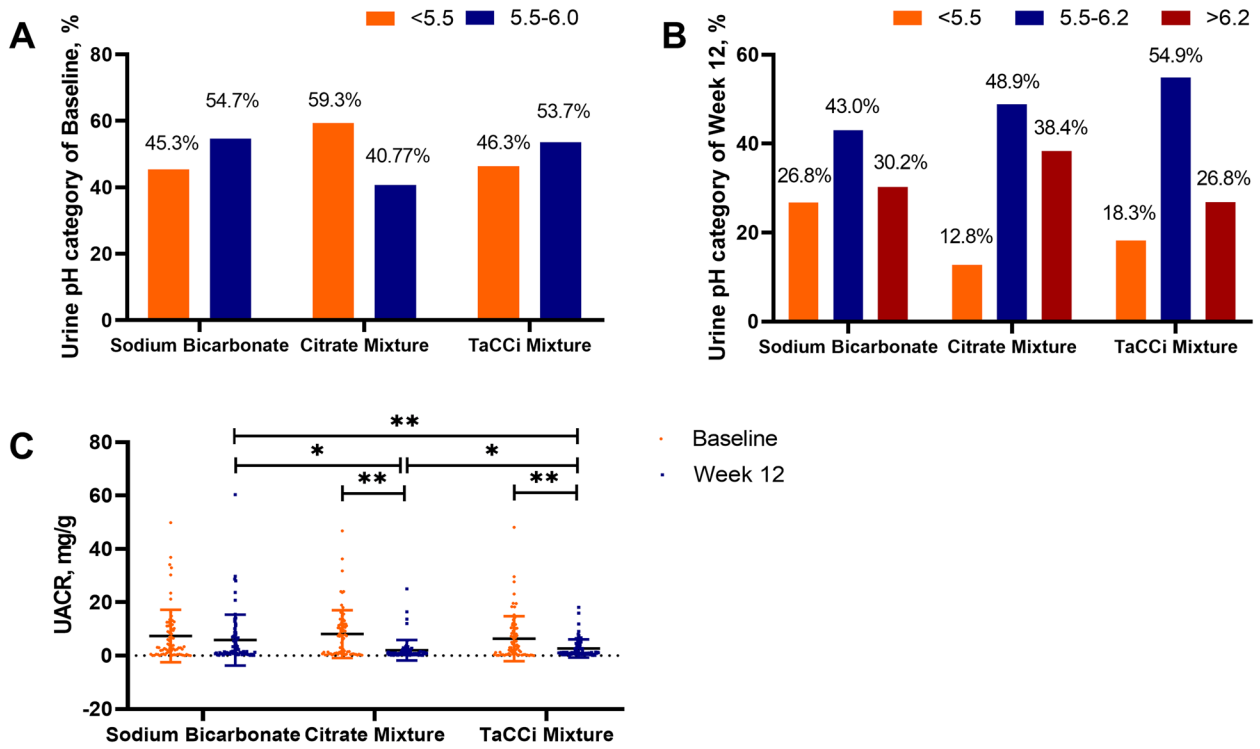 A
<5.5 5.5-6.0
Urine pH category of Baseline, %
80
60
40
20
0
45.3% 54.7% 59.3% 40.77% 46.3% 53.7%
Sodium Bicarbonate Citrate Mixture TaCCi Mixture
B
<5.5 5.5-6.2 >6.2
Urine pH category of Week 12, %
60
40
20
0
26.8% 43.0% 30.2% 12.8% 48.9% 38.4% 18.3% 54.9% 26.8%
Sodium Bicarbonate Citrate Mixture TaCCi Mixture
C
UACR, mg/g
80
60
40
20
0
-20
**
* *
** **
Sodium Bicarbonate Citrate Mixture TaCCi Mixture
Baseline
Week 12